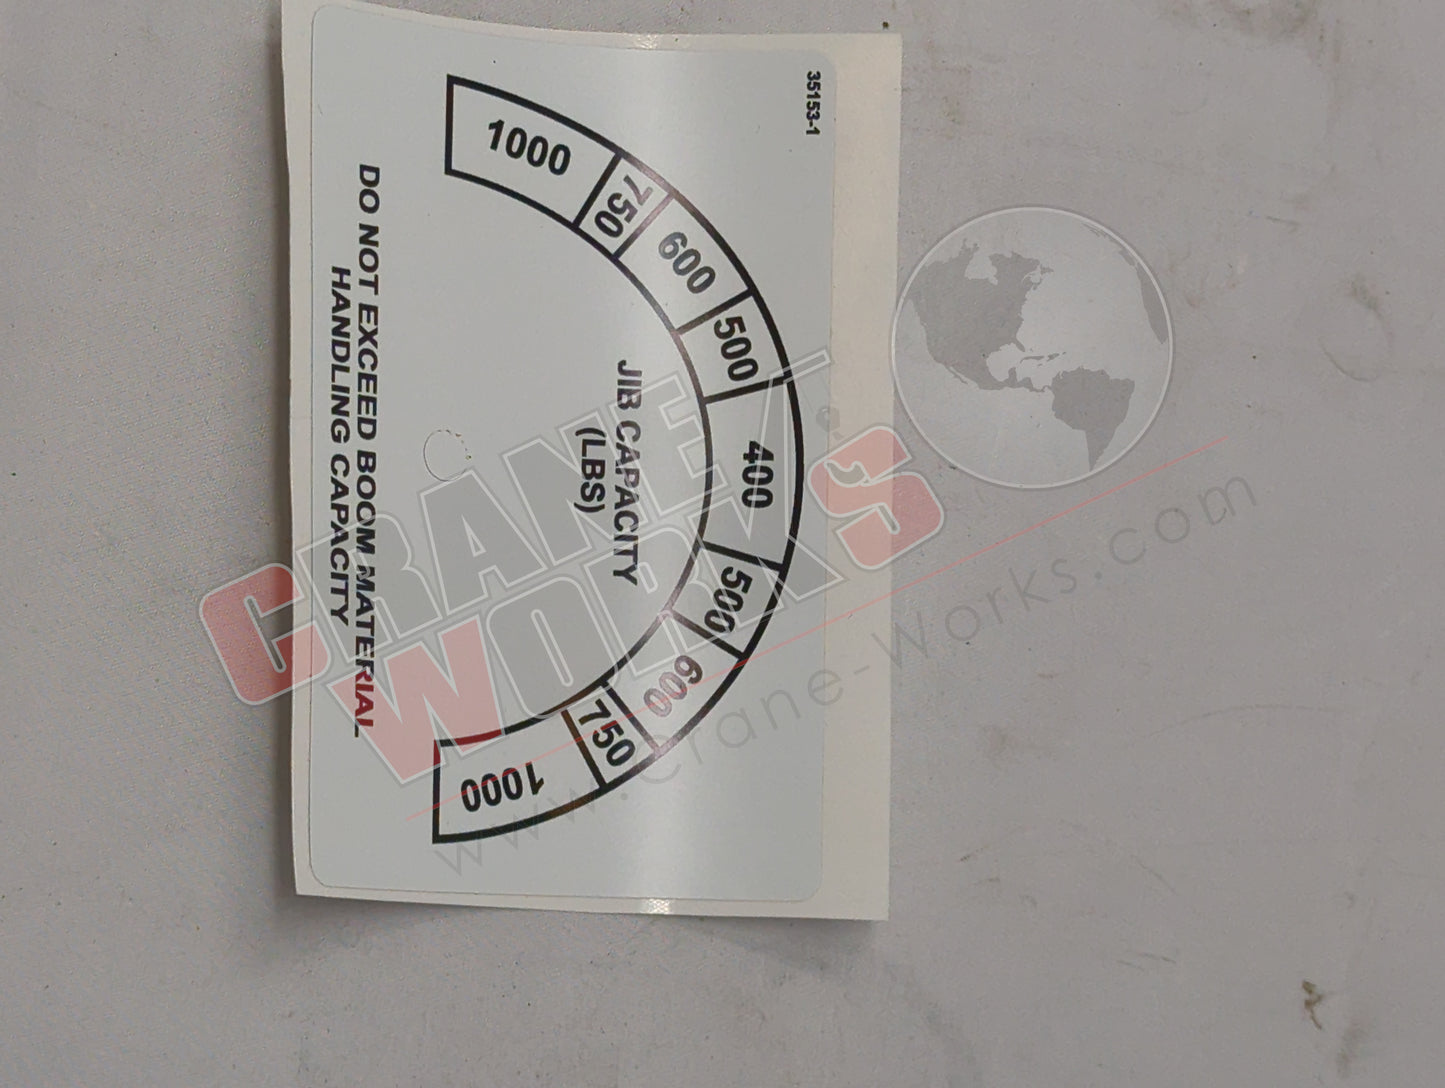 35153-1
1000
750
600
500
400
500
600
750
1000
JIB CAPACITY
(LBS)
DO NOT EXCEED BOOM MATERIAL
HANDLING CAPACITY
CRANE
WORKS
www.Crane-Works.com